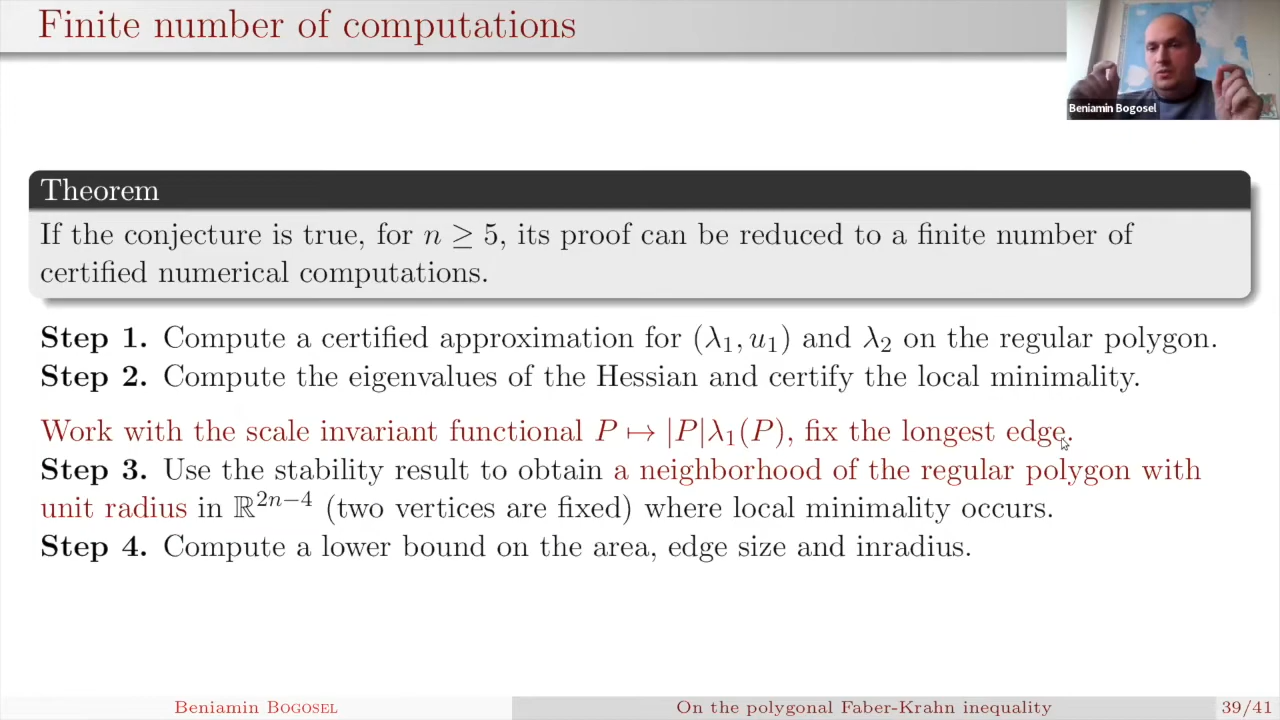 Finite number of computations
Beniamin Bogosel
Theorem
If the conjecture is true, for n ≥ 5, its proof can be reduced to a finite number of
certified numerical computations.
Step 1. Compute a certified approximation for (λ₁, u₁) and λ₂ on the regular polygon.
Step 2. Compute the eigenvalues of the Hessian and certify the local minimality.
Work with the scale invariant functional P ↦ |P|λ₁(P), fix the longest edge.
Step 3. Use the stability result to obtain a neighborhood of the regular polygon with
unit radius in ℝ²ⁿ⁻⁴ (two vertices are fixed) where local minimality occurs.
Step 4. Compute a lower bound on the area, edge size and inradius.
Beniamin Bogosel
On the polygonal Faber-Krahn inequality
39/41